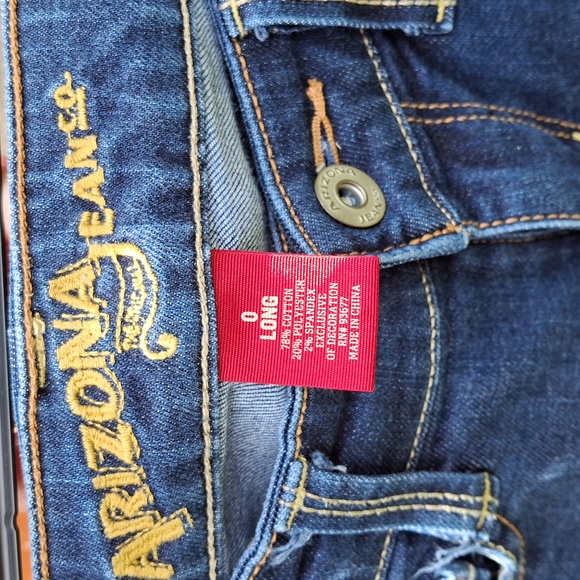 ARIZONA
JEAN CO
THE ORIGINAL
0
LONG
78% COTTON
20% POLYESTER
2% SPANDEX
EXCLUSIVE
OF DECORATION
RN# 93677
MADE IN CHINA
ARIZONA
JEANS